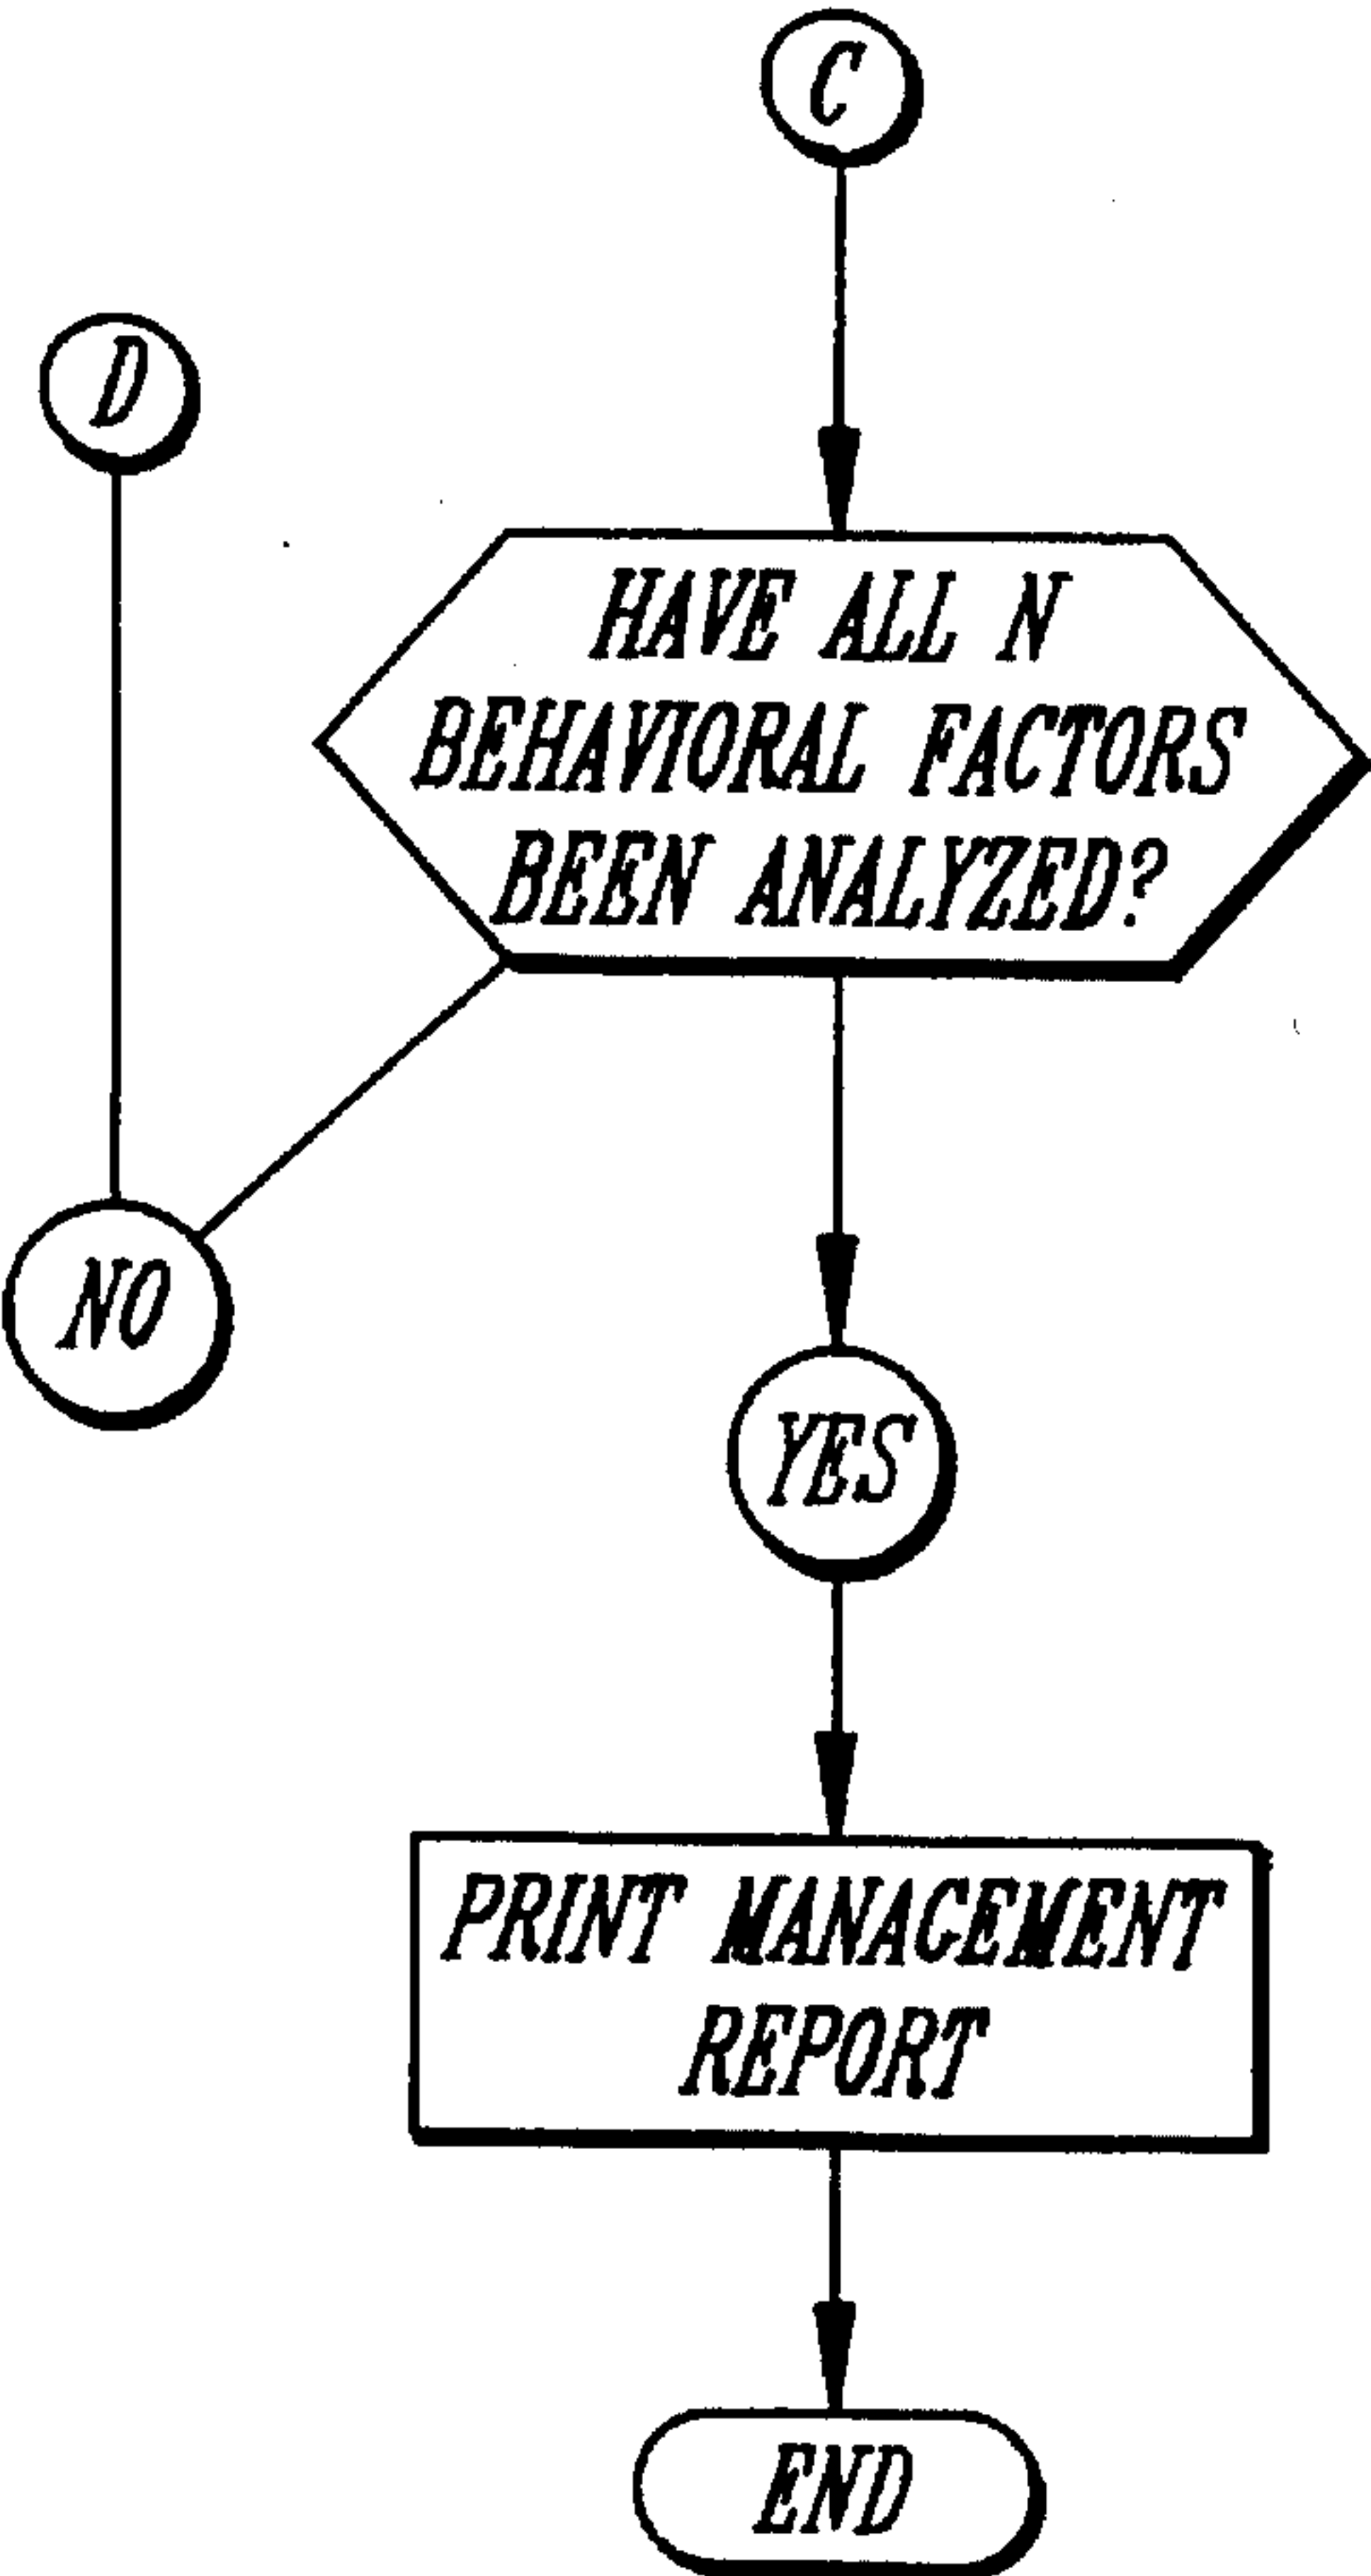 C
D
HAVE ALL N
BEHAVIORAL FACTORS
BEEN ANALYZED?
NO
YES
PRINT MANAGEMENT
REPORT
END